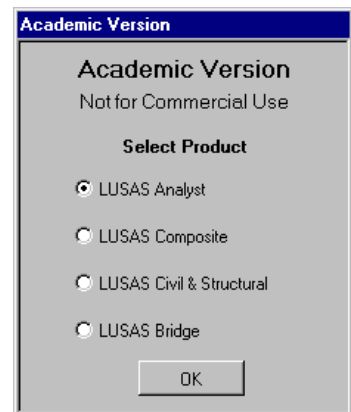 Academic Version
Academic Version
Not for Commercial Use
Select Product
LUSAS Analyst
LUSAS Composite
LUSAS Civil & Structural
LUSAS Bridge
OK